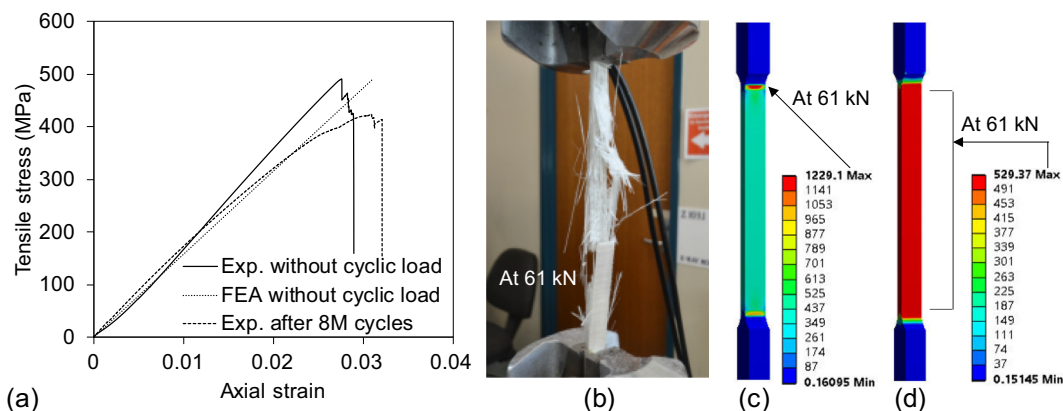 600
500
400
300
200
100
0
Tensile stress (MPa)
Exp. without cyclic load
FEA without cyclic load
Exp. after 8M cycles
0
0.01
0.02
0.03
0.04
Axial strain
(a)
At 61 kN
(b)
At 61 kN
1229.1 Max
1141
1053
965
877
789
701
613
525
437
349
261
174
87
0.16095 Min
(c)
At 61 kN
529.37 Max
491
453
415
377
339
301
263
225
187
149
111
74
37
0.15145 Min
(d)